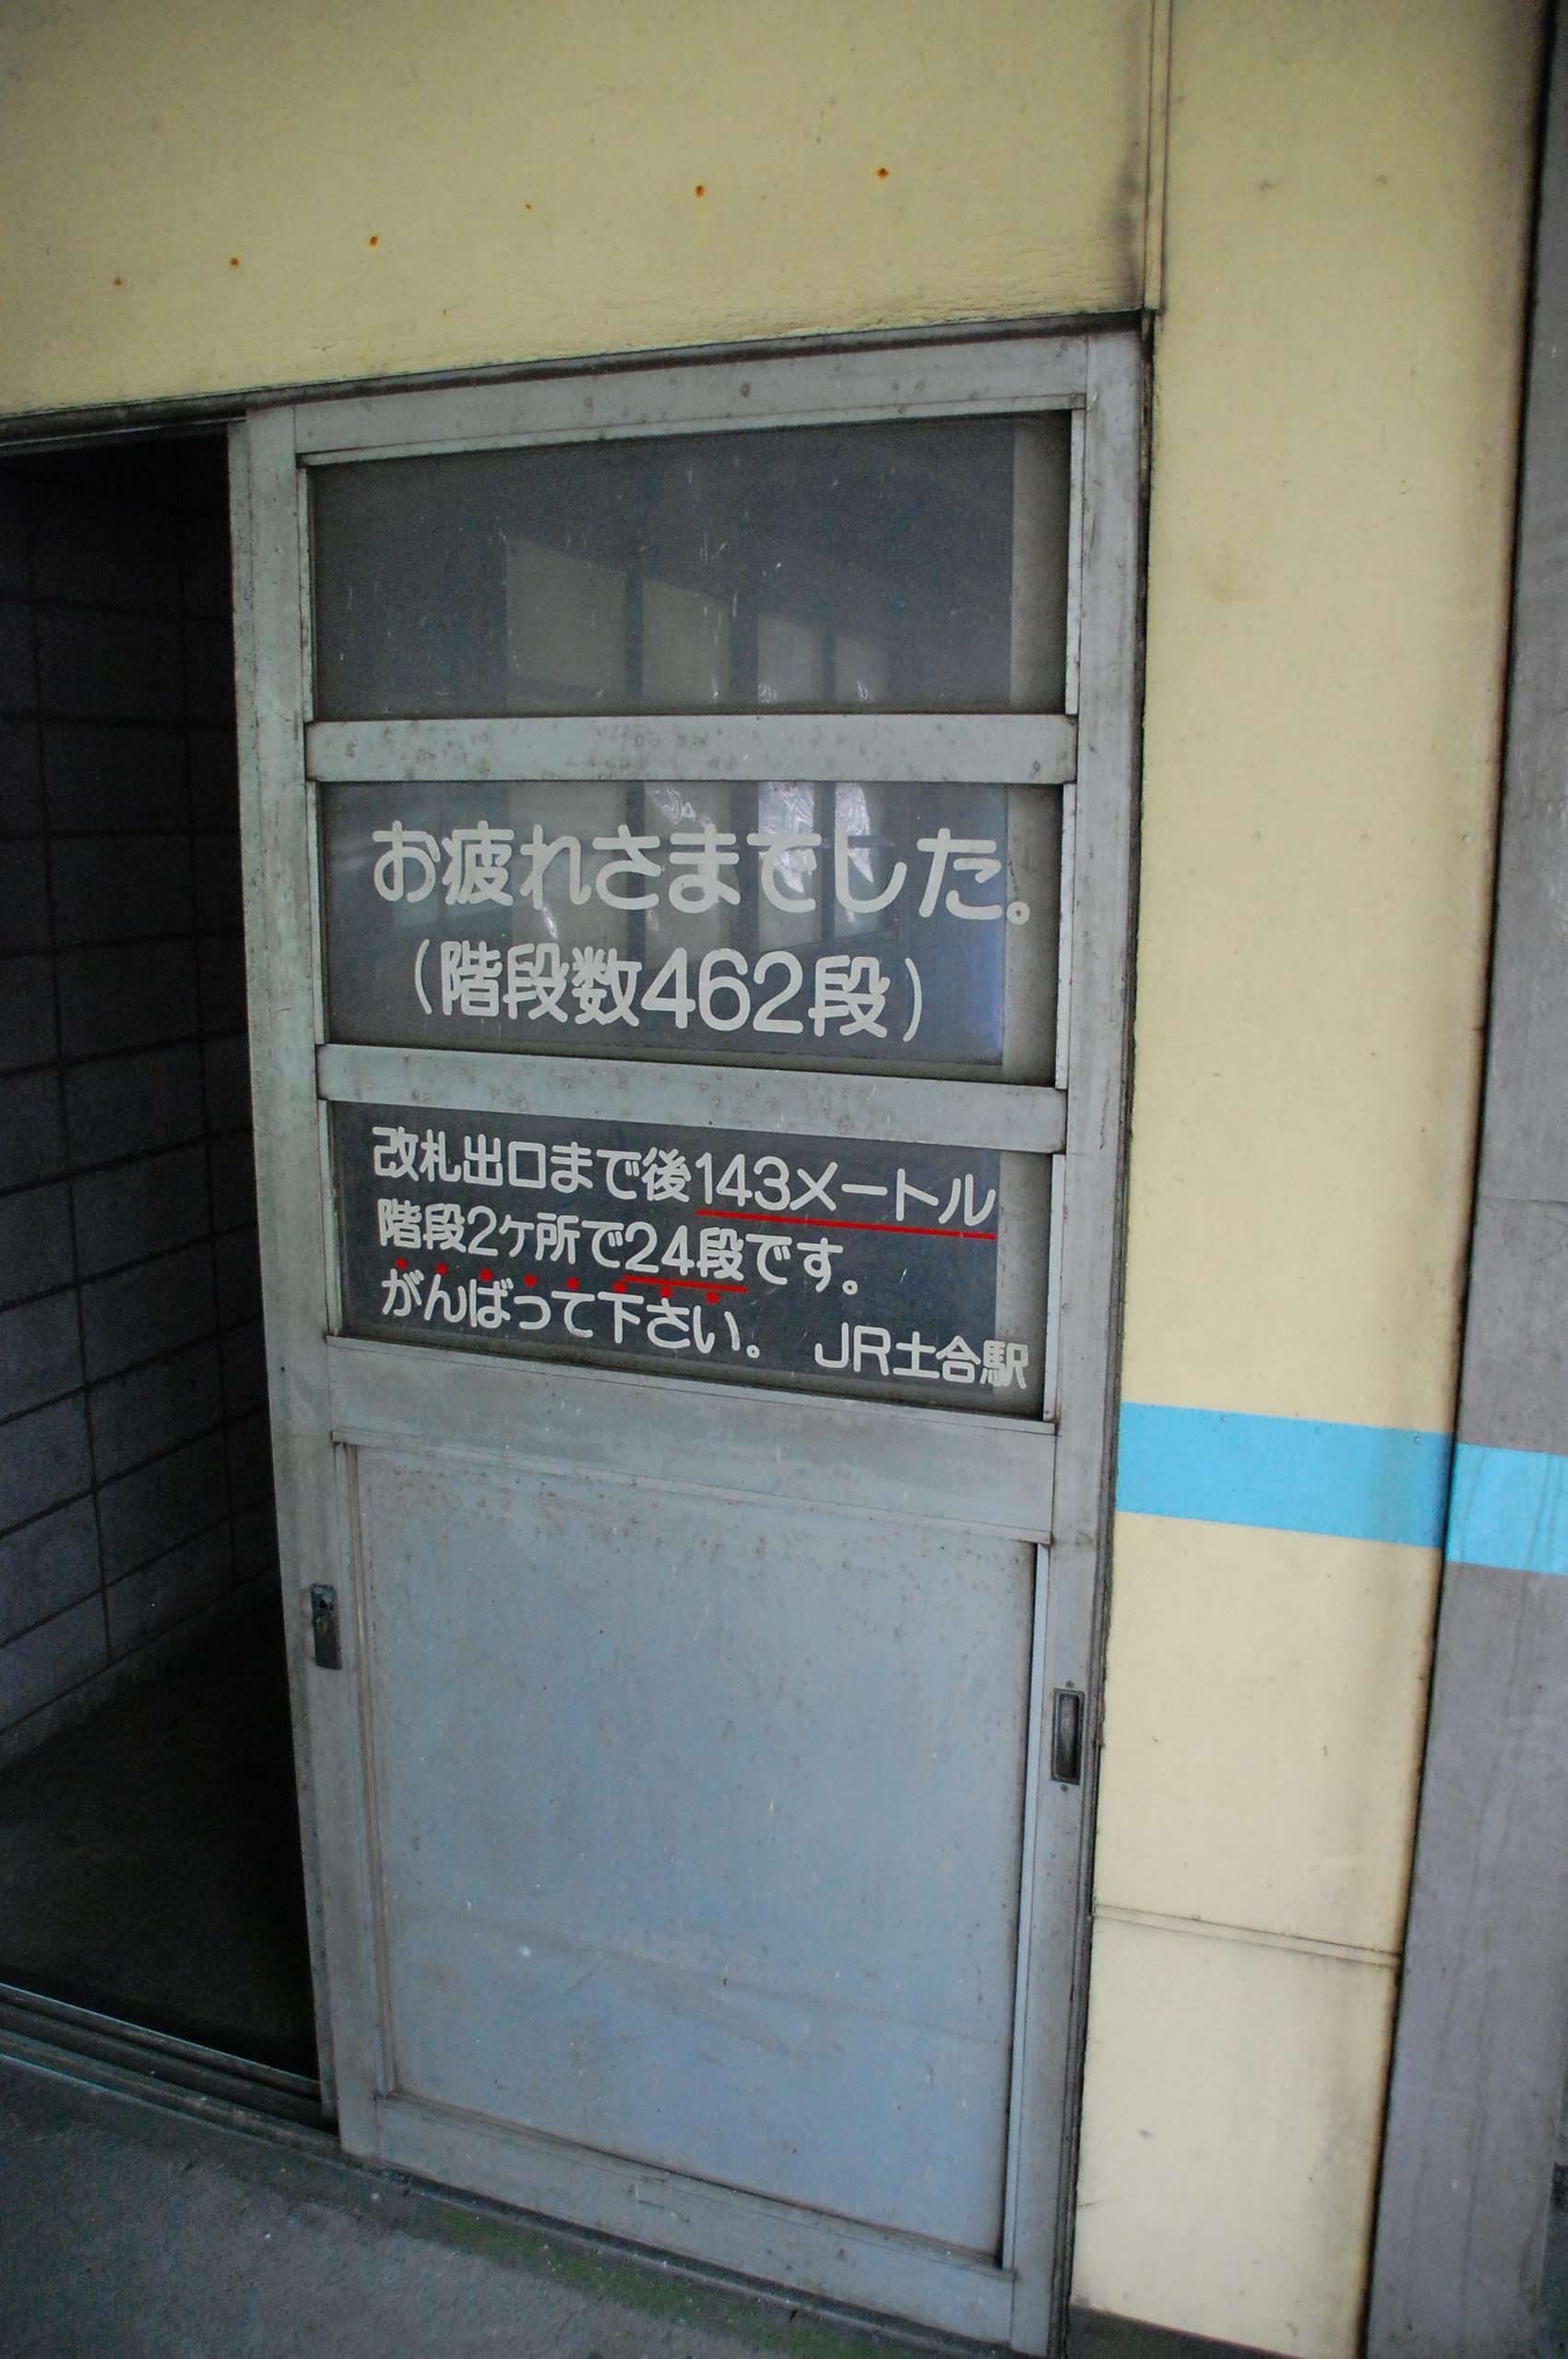 お疲れさまでした。
（階段数462段）
改札出口まで後143メートル
階段2ケ所で24段です。
がんばって下さい。 JR土合駅